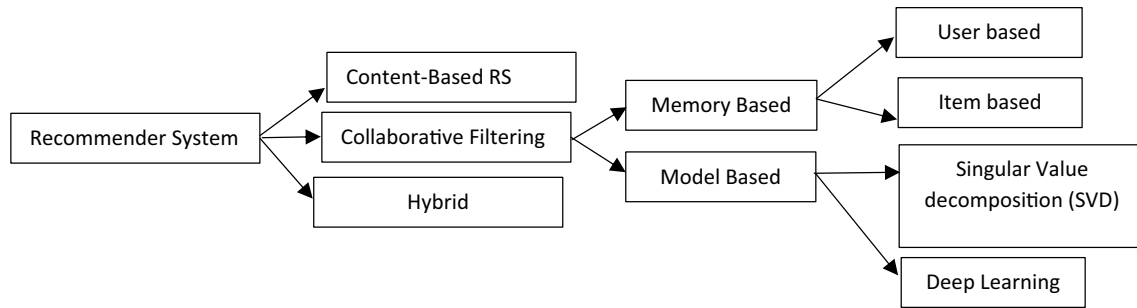 Recommender System
Content-Based RS
Collaborative Filtering
Hybrid
Memory Based
Model Based
User based
Item based
Singular Value
decomposition (SVD)
Deep Learning